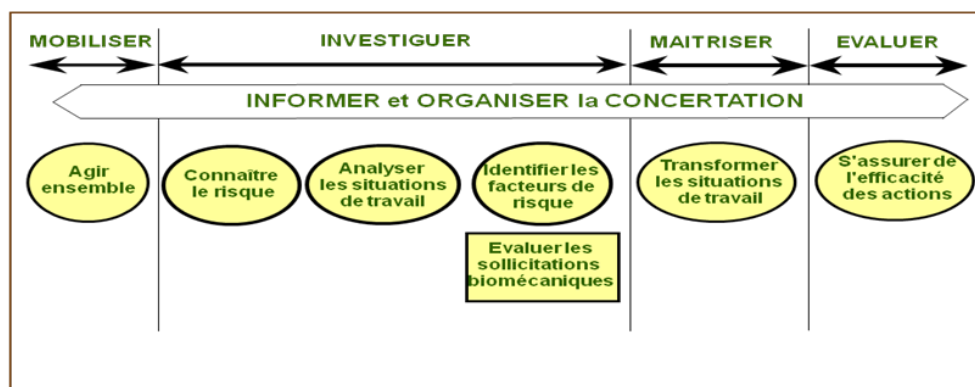 MOBILISER
INVESTIGUER
MAITRISER
EVALUER
INFORMER et ORGANISER la CONCERTATION
Agir
ensemble
Connaître
le risque
Analyser
les situations
de travail
Identifier les
facteurs de
risque
Transformer
les situations
de travail
S'assurer de
l'efficacité
des actions
Evaluer les
sollicitations
biomécaniques